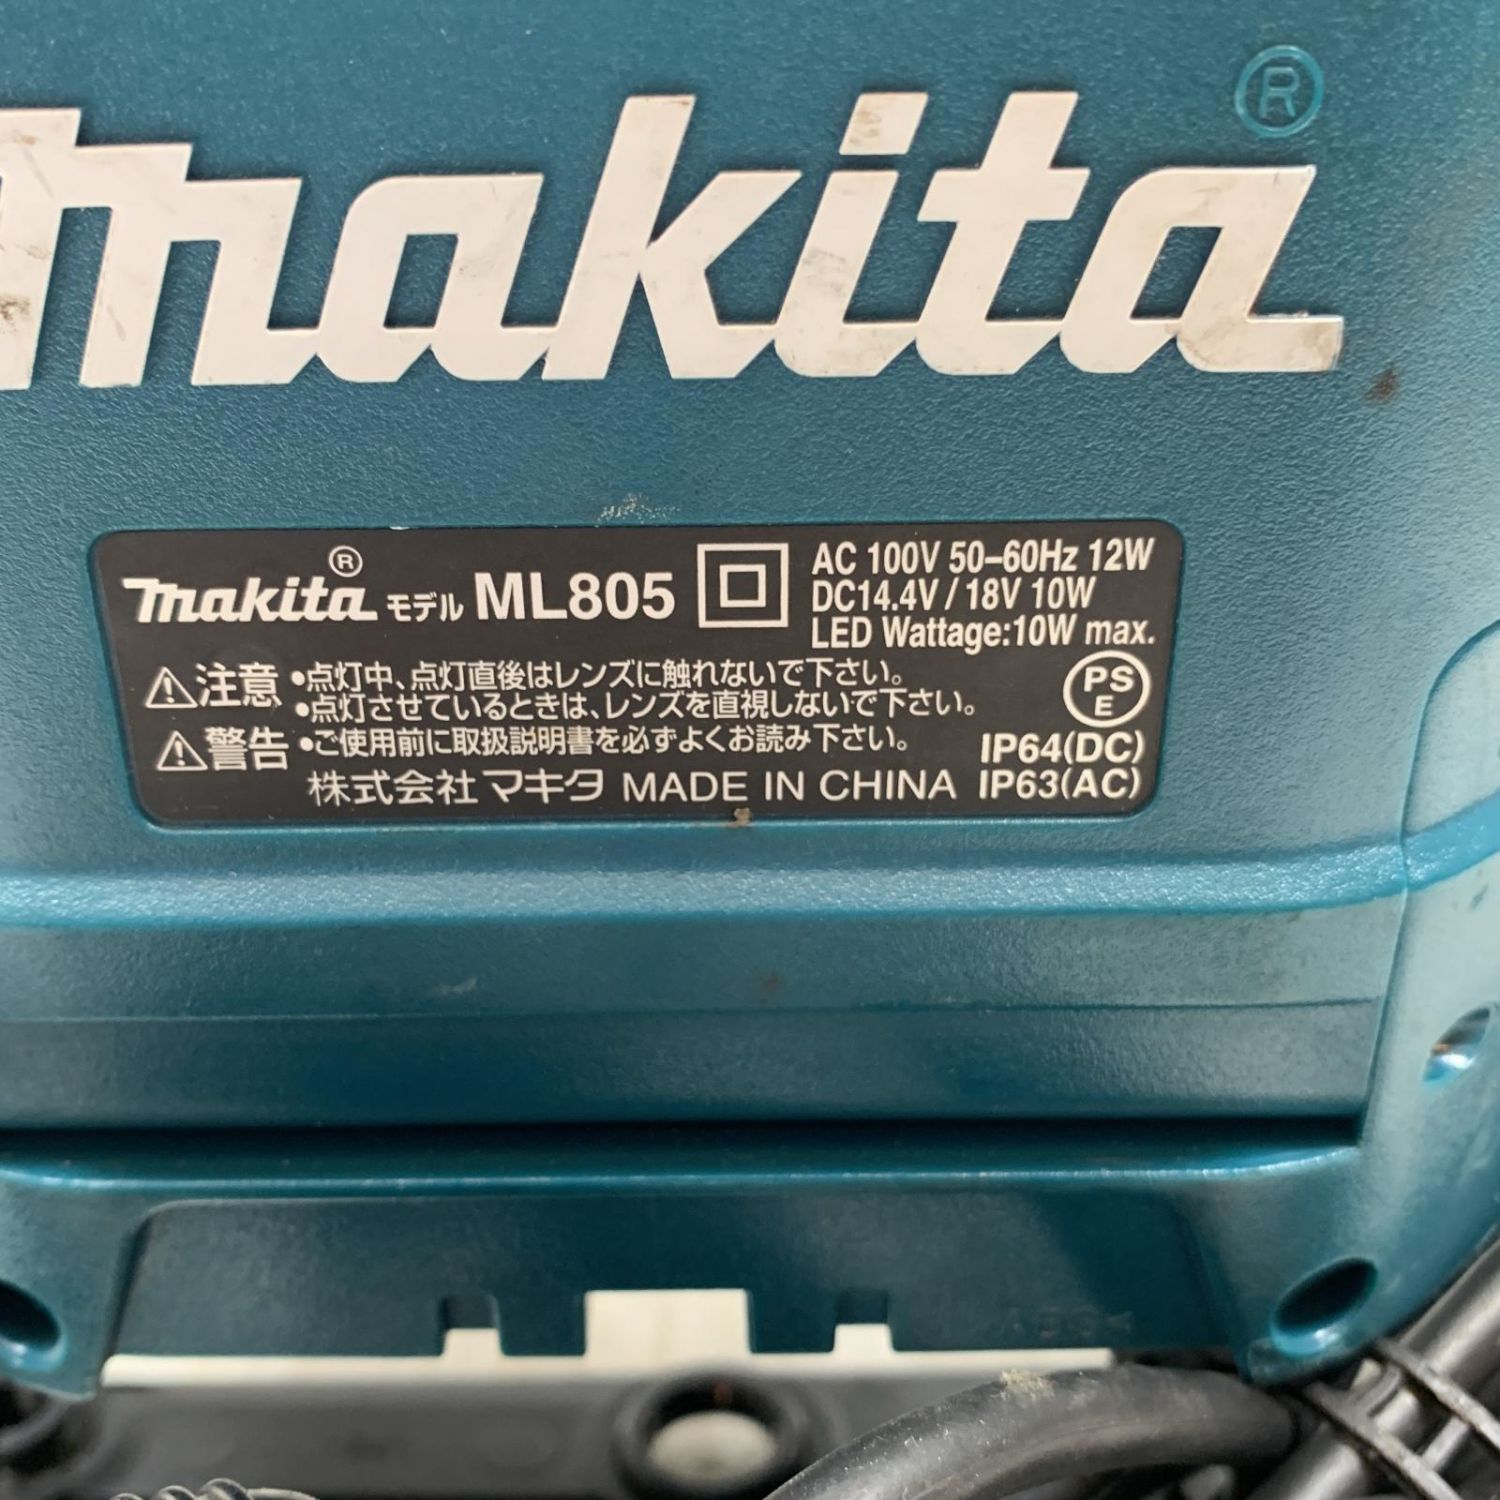 makita ®
makita ® モデル ML805
AC 100V 50–60Hz 12W
DC14.4V / 18V 10W
LED Wattage:10W max.
注意 •点灯中、点灯直後はレンズに触れないで下さい。
•点灯させているときは、レンズを直視しないで下さい。
警告 •ご使用前に取扱説明書を必ずよくお読み下さい。
PS
E
IP64(DC)
株式会社マキタ MADE IN CHINA IP63(AC)